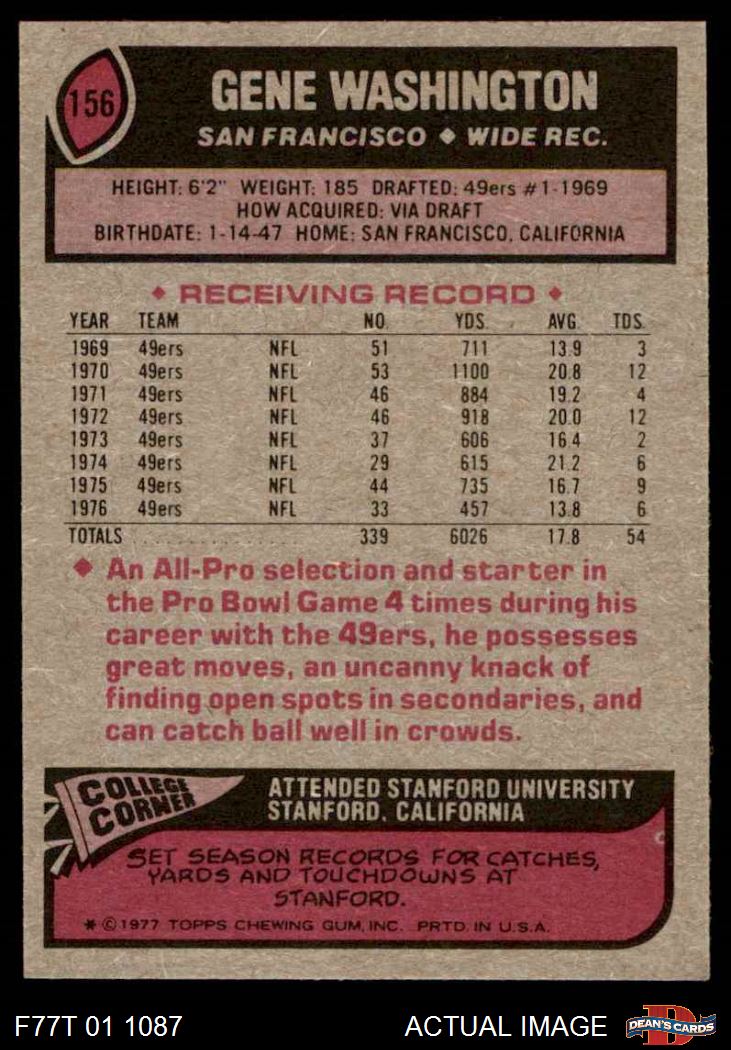 156
GENE WASHINGTON
SAN FRANCISCO ◆ WIDE REC.
HEIGHT: 6'2" WEIGHT: 185 DRAFTED: 49ers #1-1969
HOW ACQUIRED: VIA DRAFT
BIRTHDATE: 1-14-47 HOME: SAN FRANCISCO, CALIFORNIA
◆ RECEIVING RECORD ◆
YEAR TEAM NO. YDS. AVG. TDS.
1969 49ers NFL 51 711 13.9 3
1970 49ers NFL 53 1100 20.8 12
1971 49ers NFL 46 884 19.2 4
1972 49ers NFL 46 918 20.0 12
1973 49ers NFL 37 606 16.4 2
1974 49ers NFL 29 615 21.2 6
1975 49ers NFL 44 735 16.7 9
1976 49ers NFL 33 457 13.8 6
TOTALS 339 6026 17.8 54
◆ An All-Pro selection and starter in
the Pro Bowl Game 4 times during his
career with the 49ers, he possesses
great moves, an uncanny knack of
finding open spots in secondaries, and
can catch ball well in crowds.
COLLEGE
CORNER
ATTENDED STANFORD UNIVERSITY
STANFORD, CALIFORNIA
SET SEASON RECORDS FOR CATCHES,
YARDS AND TOUCHDOWNS AT
STANFORD.
* © 1977 TOPPS CHEWING GUM, INC. PRTD. IN U.S.A.
F77T 01 1087 ACTUAL IMAGE
D
DEAN'S CARDS